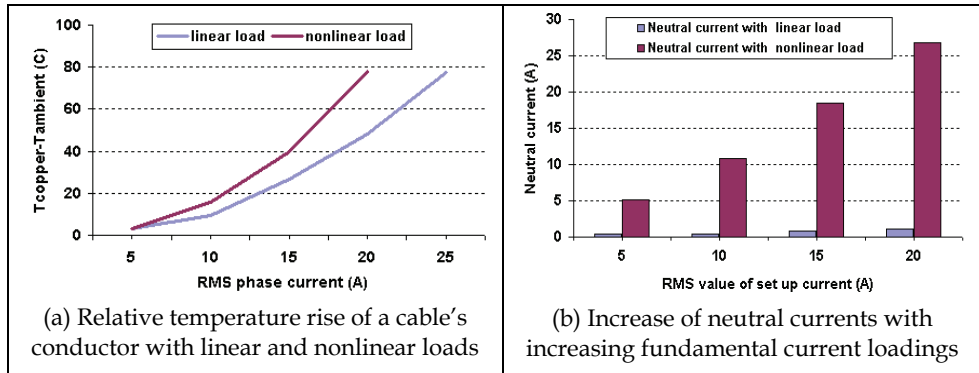 linear load
nonlinear load
Tcopper-Tambient (C)
100
80
60
40
20
0
5
10
15
20
25
RMS phase current (A)
(a) Relative temperature rise of a cable's
conductor with linear and nonlinear loads
Neutral current with linear load
Neutral current with nonlinear load
Neutral current (A)
30
25
20
15
10
5
0
5
10
15
20
RMS value of set up current (A)
(b) Increase of neutral currents with
increasing fundamental current loadings